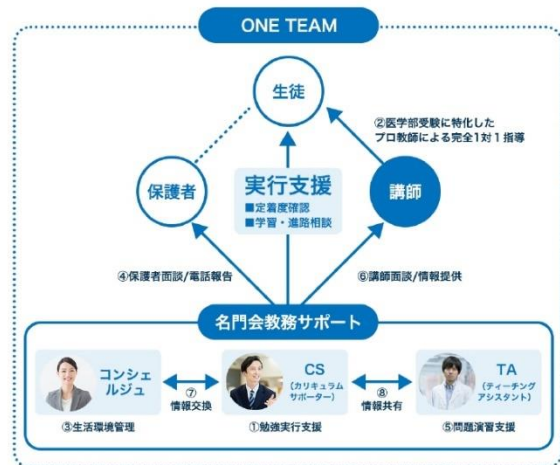 ONE TEAM
生徒
②医学部受験に特化した
プロ教師による完全1対1指導
保護者
実行支援
■定着度確認
■学習・進路相談
講師
④保護者面談/電話報告
⑥講師面談/情報提供
名門会教務サポート
コンシェ
ルジュ
⑦
情報交換
CS
(カリキュラム
サポーター)
⑧
情報共有
TA
(ティーチング
アシスタント)
③生活環境管理
①勉強実行支援
⑤問題演習支援